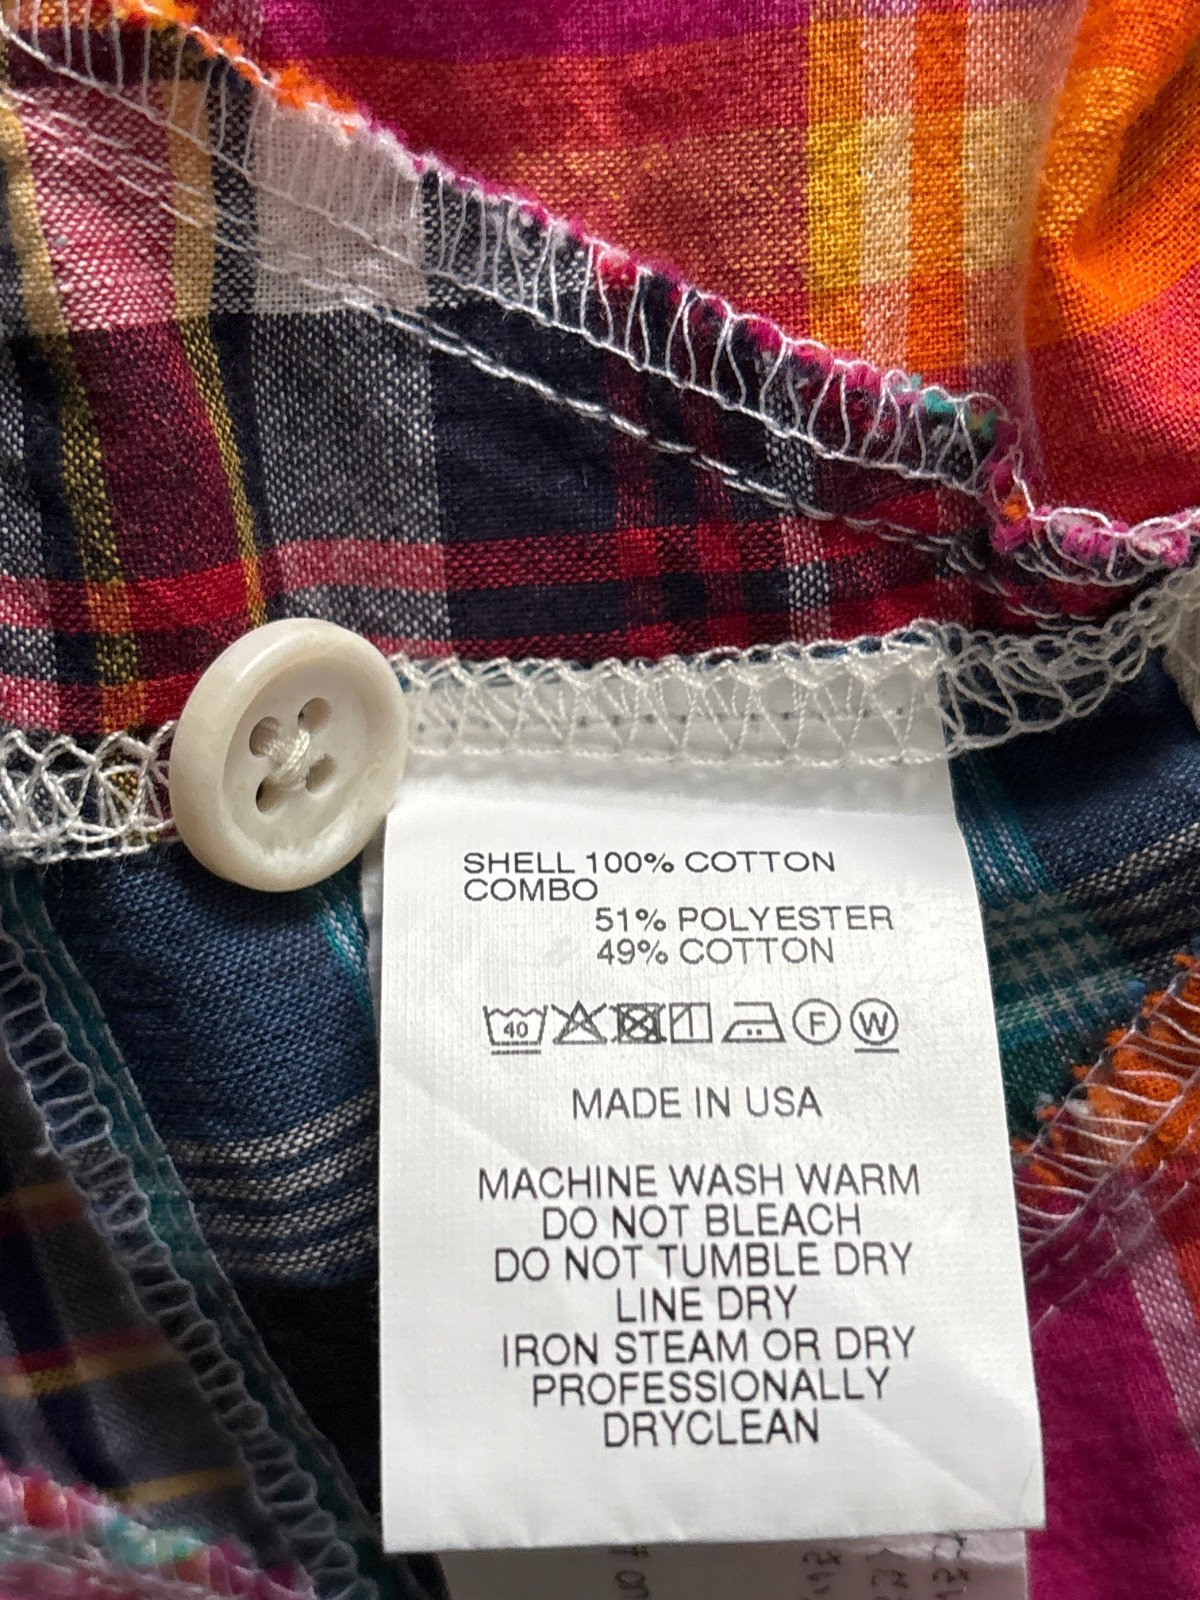 SHELL 100% COTTON
COMBO
51% POLYESTER
49% COTTON
40 F W
MADE IN USA
MACHINE WASH WARM
DO NOT BLEACH
DO NOT TUMBLE DRY
LINE DRY
IRON STEAM OR DRY
PROFESSIONALLY
DRYCLEAN